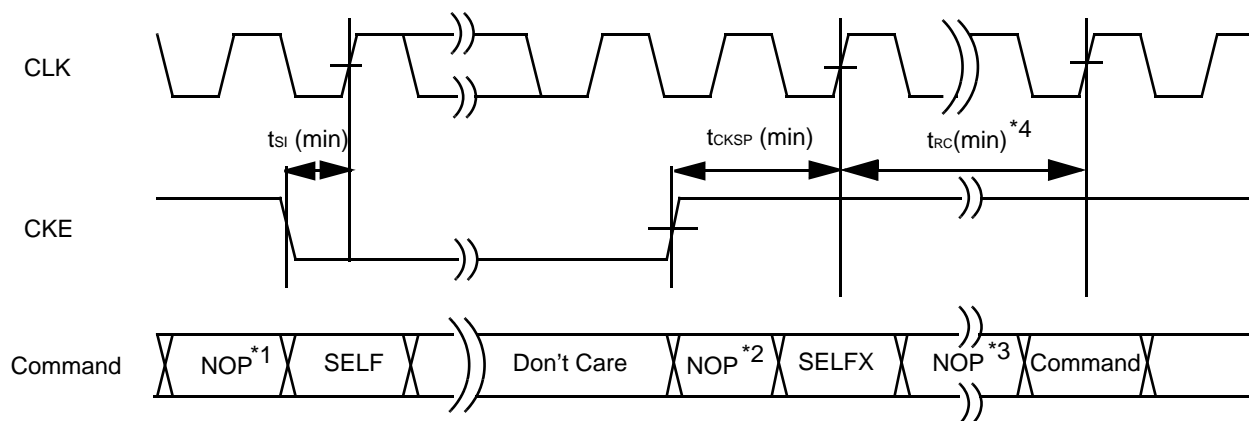 CLK
tSI (min)
tCKSP (min)
tRC(min) *4
CKE
Command
NOP*1
SELF
Don't Care
NOP*2
SELFX
NOP*3
Command